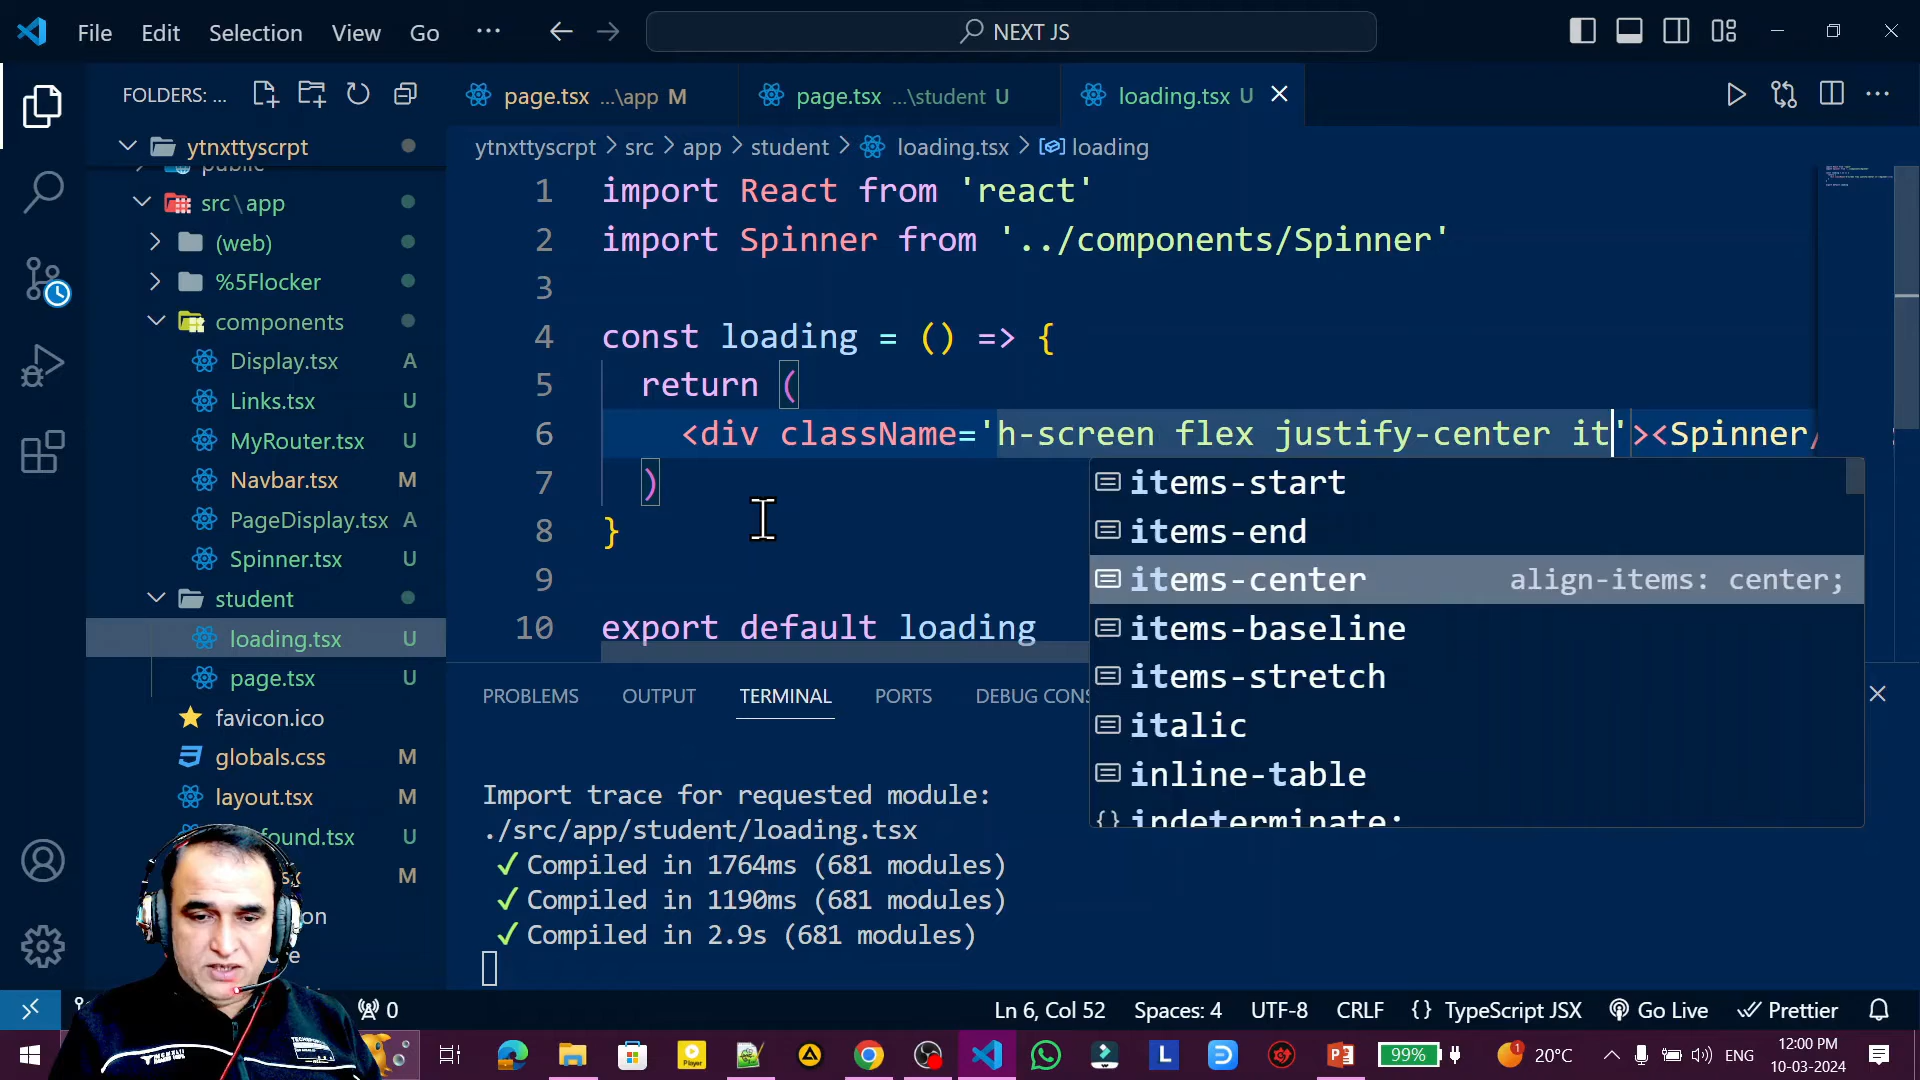 File Edit Selection View Go ··· NEXT JS
FOLDERS: ...
page.tsx ...\app M
page.tsx ...\student U
loading.tsx U
ytnxttyscrpt
public
src\app
(web)
%5Flocker
components
Display.tsx A
Links.tsx U
MyRouter.tsx U
Navbar.tsx M
PageDisplay.tsx A
Spinner.tsx U
student
loading.tsx U
page.tsx U
favicon.ico
globals.css M
layout.tsx M
found.tsx U
M
ytnxttyscrpt > src > app > student > loading.tsx > loading
1 import React from 'react'
2 import Spinner from '../components/Spinner'
3
4 const loading = () => {
5 return (
6 <div className='h-screen flex justify-center it'><Spinner/
7 )
8 }
9
10 export default loading
items-start
items-end
items-center align-items: center;
items-baseline
items-stretch
italic
inline-table
indeterminate:
PROBLEMS OUTPUT TERMINAL PORTS DEBUG CONS
Import trace for requested module:
./src/app/student/loading.tsx
✓ Compiled in 1764ms (681 modules)
✓ Compiled in 1190ms (681 modules)
✓ Compiled in 2.9s (681 modules)
0 Ln 6, Col 52 Spaces: 4 UTF-8 CRLF {} TypeScript JSX Go Live Prettier
99% 20°C ENG 12:00 PM
10-03-2024